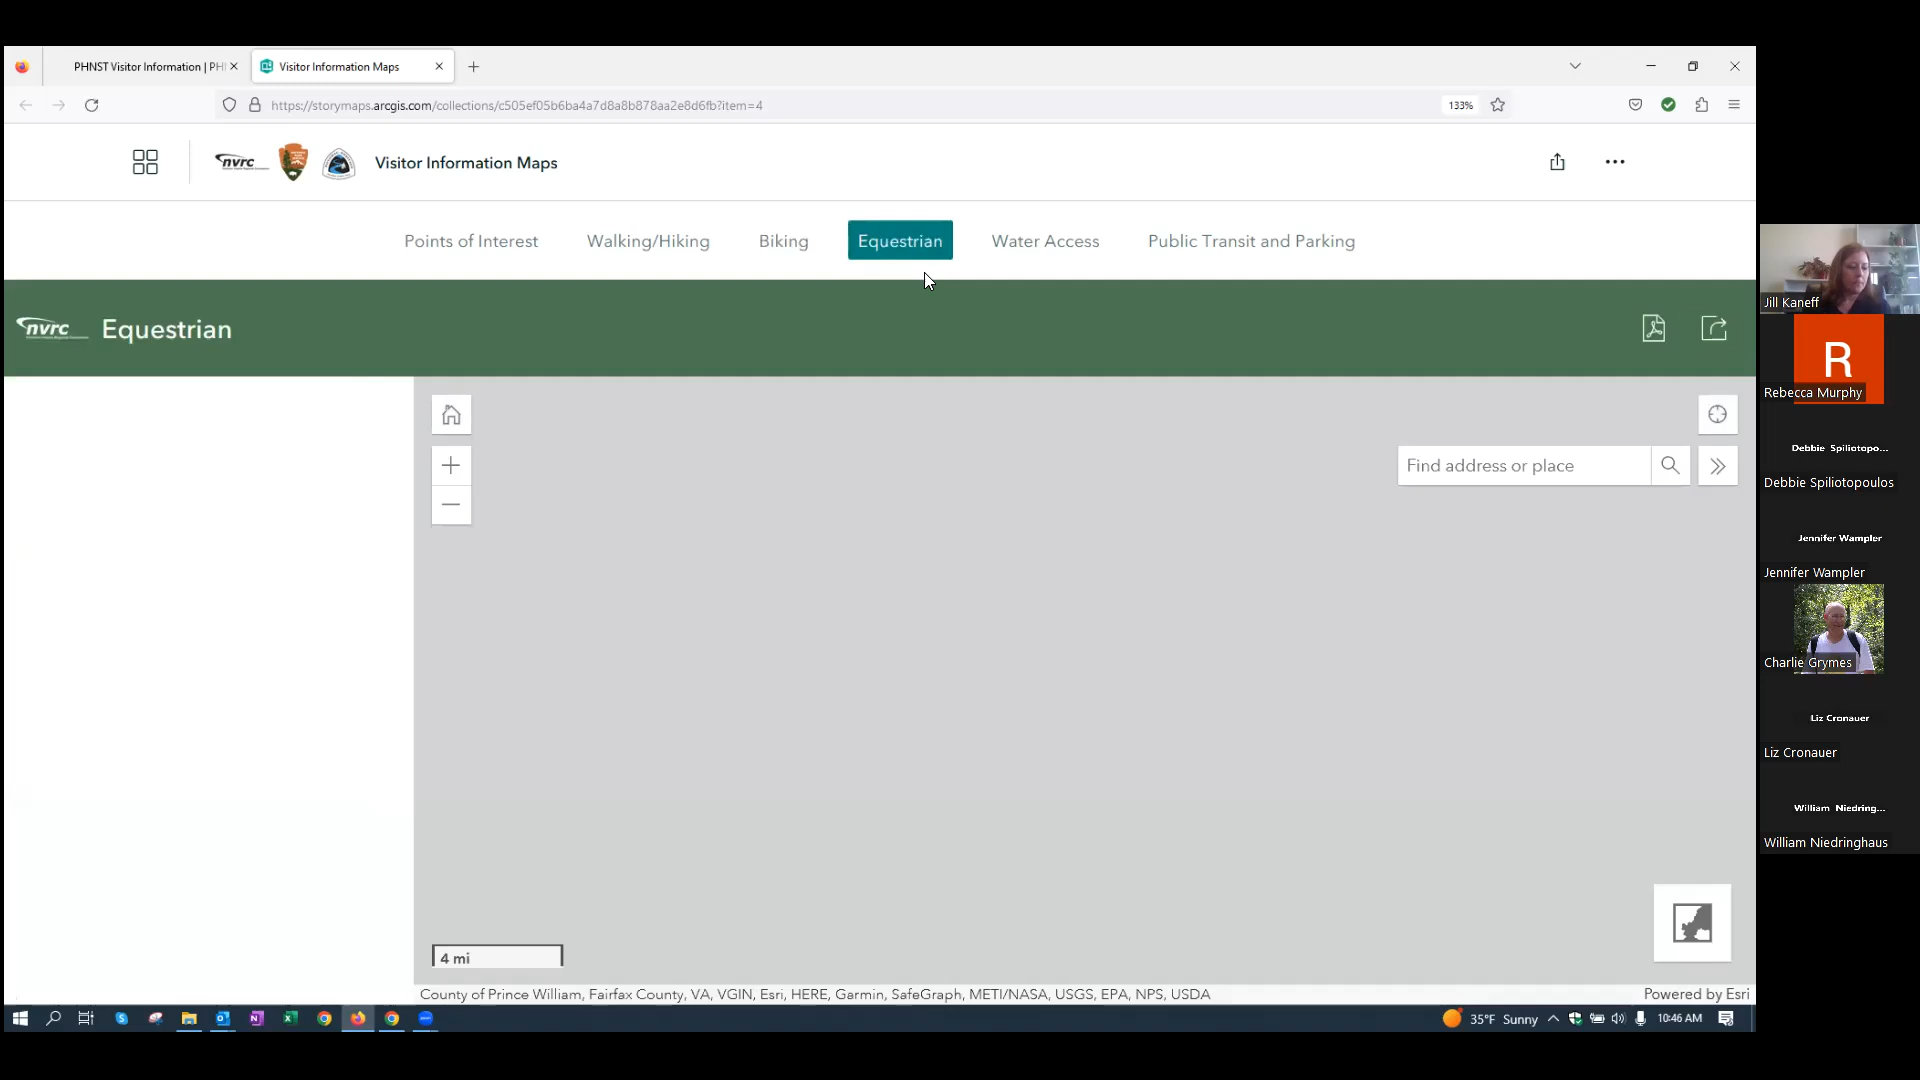 PHNST Visitor Information | PH
Visitor Information Maps
https://storymaps.arcgis.com/collections/c505ef05b6ba4a7d8a8b878aa2e8d6fb?item=4
133%
nvrc
Visitor Information Maps
Points of Interest
Walking/Hiking
Biking
Equestrian
Water Access
Public Transit and Parking
nvrc
Equestrian
Find address or place
4 mi
County of Prince William, Fairfax County, VA, VGIN, Esri, HERE, Garmin, SafeGraph, METI/NASA, USGS, EPA, NPS, USDA
Powered by Esri
35°F Sunny
10:46 AM
Jill Kaneff
R
Rebecca Murphy
Debbie Spiliotopo...
Debbie Spiliotopoulos
Jennifer Wampler
Jennifer Wampler
Charlie Grymes
Liz Cronauer
Liz Cronauer
William Niedring...
William Niedringhaus